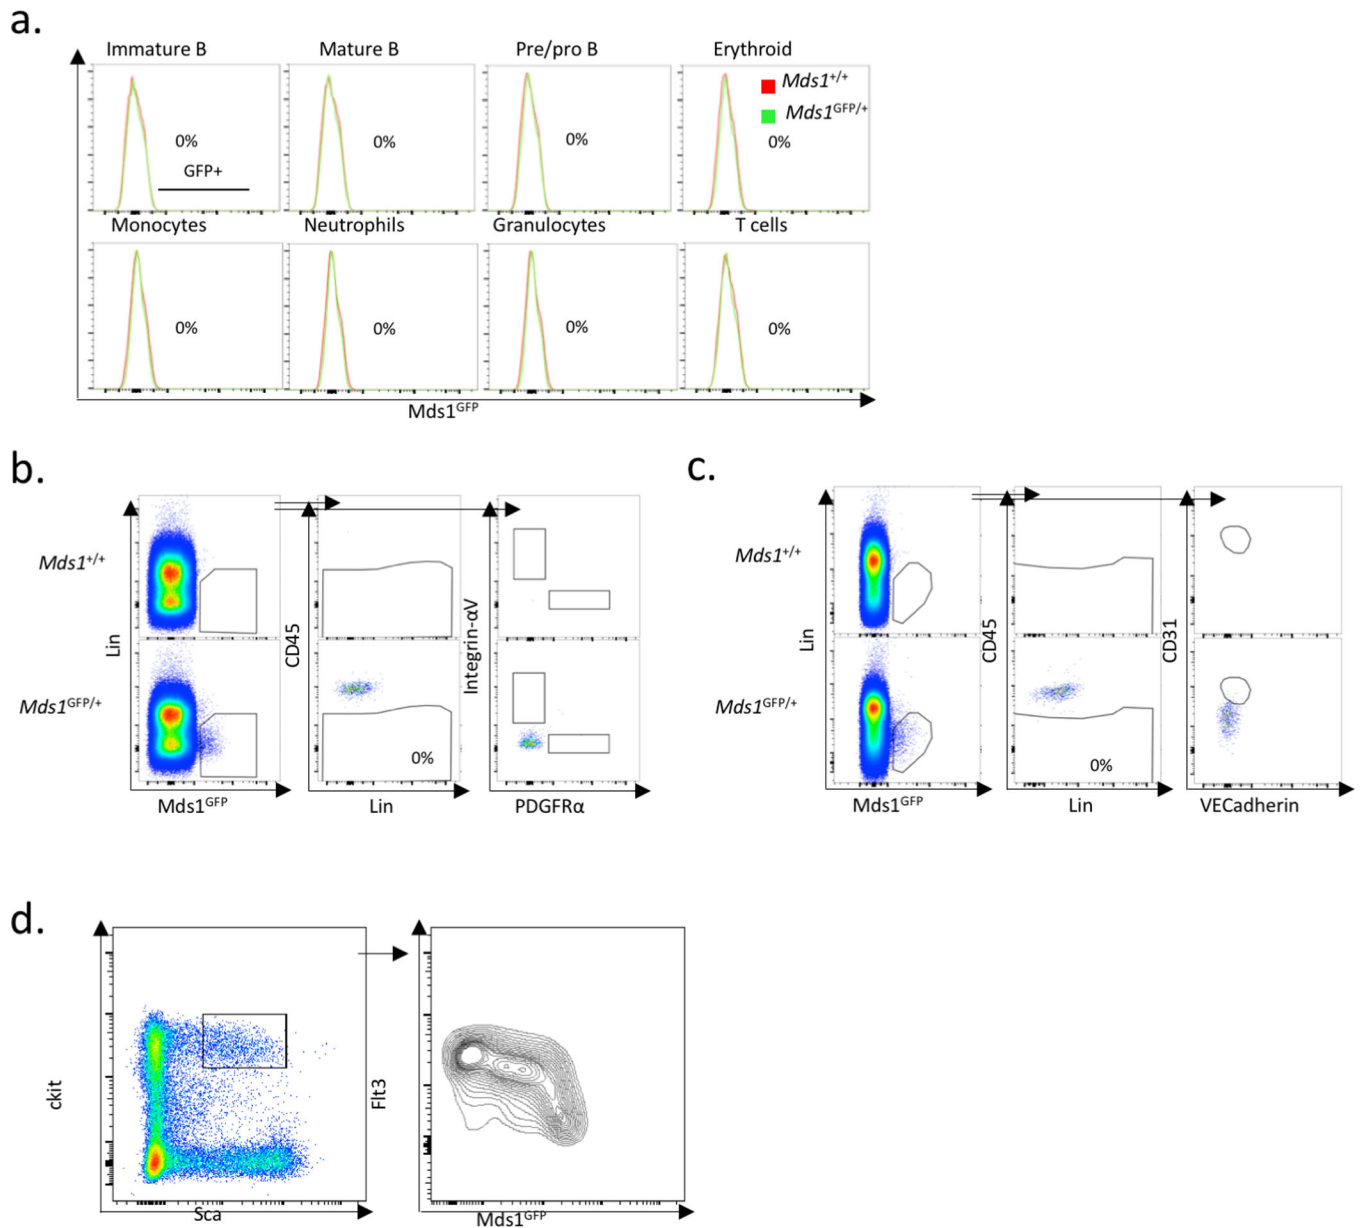 a.
Immature B Mature B Pre/pro B Erythroid
Mds1+/+
Mds1GFP/+
0% 0% 0% 0%
GFP+
Monocytes Neutrophils Granulocytes T cells
0% 0% 0% 0%
Mds1GFP
b.
Mds1+/+
Mds1GFP/+
Lin
CD45
Integrin-αV
0%
Mds1GFP Lin PDGFRα
c.
Mds1+/+
Mds1GFP/+
Lin
CD45
CD31
0%
Mds1GFP Lin VECadherin
d.
ckit
Flt3
Sca Mds1GFP